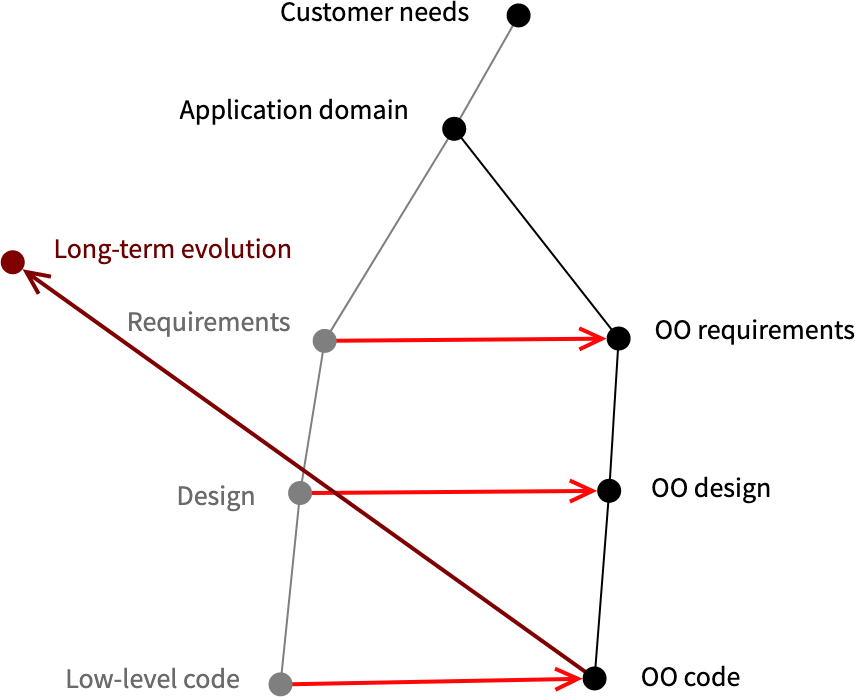 Customer needs
Application domain
Long-term evolution
Requirements
OO requirements
Design
OO design
Low-level code
OO code